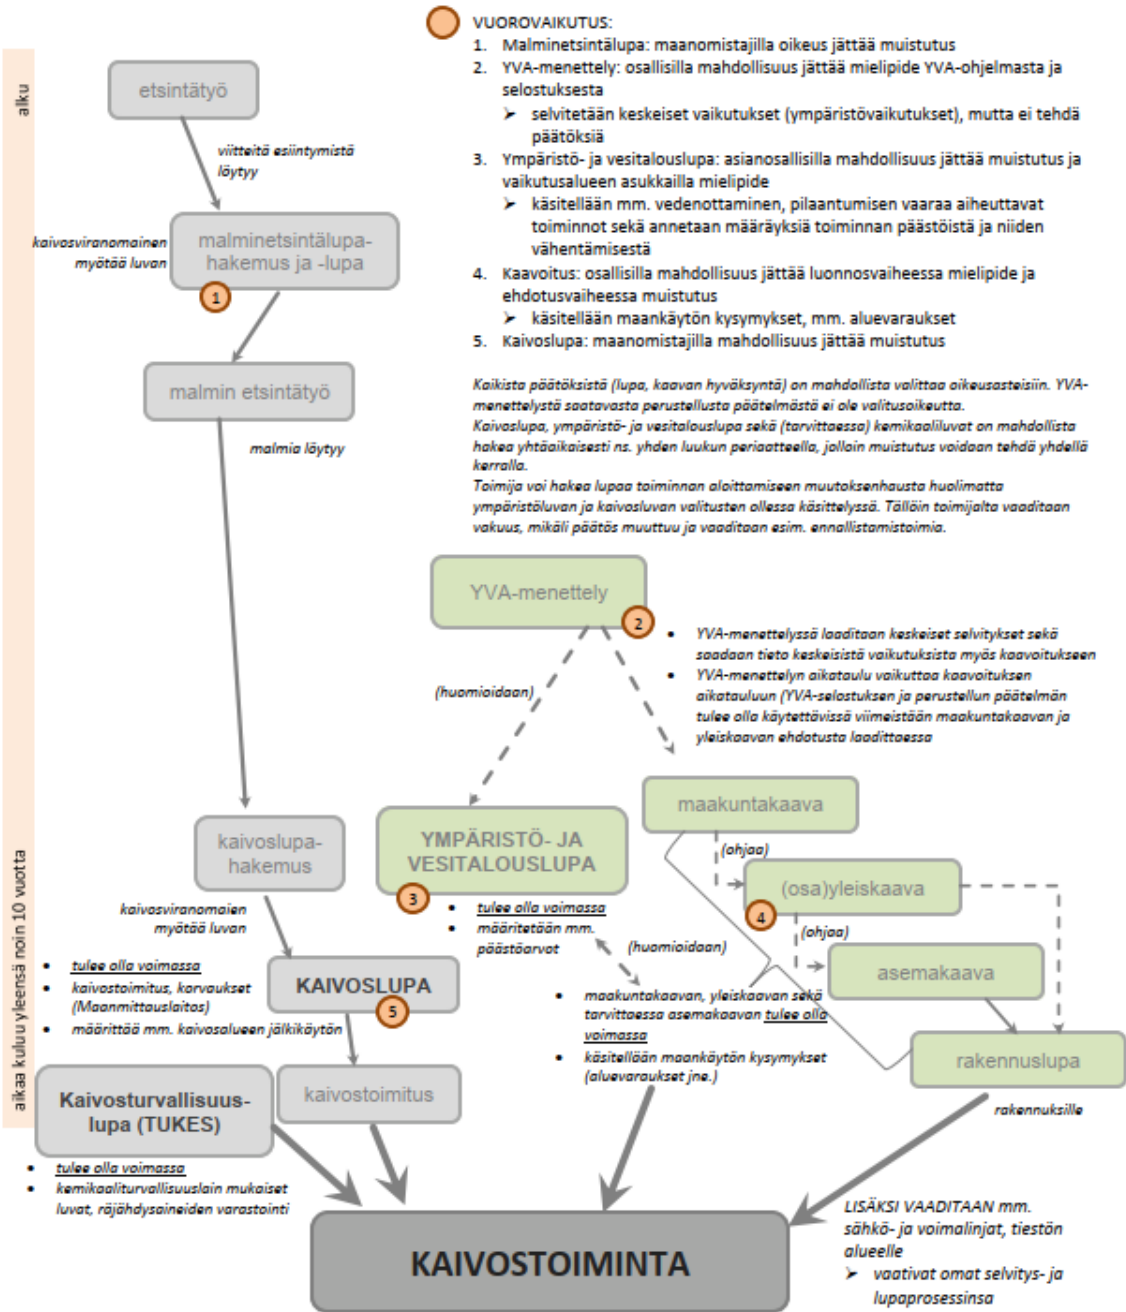 VUOROVAIKUTUS:
1. Malminetsintälupa: maanomistajilla oikeus jättää muistutus
2. YVA-menettely: osallisilla mahdollisuus jättää mielipide YVA-ohjelmasta ja
selostuksesta
➢ selvitetään keskeiset vaikutukset (ympäristövaikutukset), mutta ei tehdä
päätöksiä
3. Ympäristö- ja vesitalouslupa: asianosallisilla mahdollisuus jättää muistutus ja
vaikutusalueen asukkailla mielipide
➢ käsitellään mm. vedenottaminen, pilaantumisen vaaraa aiheuttavat
toiminnot sekä annetaan määräyksiä toiminnan päästöistä ja niiden
vähentämisestä
4. Kaavoitus: osallisilla mahdollisuus jättää luonnosvaiheessa mielipide ja
ehdotusvaiheessa muistutus
➢ käsitellään maankäytön kysymykset, mm. aluevaraukset
5. Kaivoslupa: maanomistajilla mahdollisuus jättää muistutus
Kaikista päätöksistä (lupa, kaavan hyväksyntä) on mahdollista valittaa oikeusasteisiin. YVA-
menettelystä saatavasta perustellusta päätelmästä ei ole valitusoikeutta.
Kaivoslupa, ympäristö- ja vesitalouslupa sekä (tarvittaessa) kemikaaliluvat on mahdollista
hakea yhtäaikaisesti ns. yhden luukun periaatteella, jolloin muistutus voidaan tehdä yhdellä
kerralla.
Toimija voi hakea lupaa toiminnan aloittamiseen muutoksenhausta huolimatta
ympäristöluvan ja kaivosluvan valitusten ollessa käsittelyssä. Tällöin toimijalta vaaditaan
vakuus, mikäli päätös muuttuu ja vaaditaan esim. ennallistamistoimia.
alku
aikaa kuluu yleensä noin 10 vuotta
etsintätyö
viitteitä esiintymistä
löytyy
kaivosviranomainen
myötää luvan
malminetsintälupa-
hakemus ja -lupa
1
malmin etsintätyö
malmia löytyy
YVA-menettely
2
• YVA-menettelyssä laaditaan keskeiset selvitykset sekä
saadaan tieto keskeisistä vaikutuksista myös kaavoitukseen
• YVA-menettelyn aikataulu vaikuttaa kaavoituksen
aikatauluun (YVA-selostuksen ja perustellun päätelmän
tulee olla käytettävissä viimeistään maakuntakaavan ja
yleiskaavan ehdotusta laadittaessa
(huomioidaan)
kaivoslupa-
hakemus
kaivosviranomaien
myötää luvan
YMPÄRISTÖ- JA
VESITALOUSLUPA
3
• tulee olla voimassa
• määritetään mm.
päästöarvot
maakuntakaava
(ohjaa)
(osa)yleiskaava
4
(ohjaa)
(huomioidaan)
asemakaava
• maakuntakaavan, yleiskaavan sekä
tarvittaessa asemakaavan tulee olla
voimassa
• käsitellään maankäytön kysymykset
(aluevaraukset jne.)
rakennuslupa
rakennuksille
• tulee olla voimassa
• kaivostoimitus, korvaukset
(Maanmittauslaitos)
• määrittää mm. kaivosalueen jälkikäytön
KAIVOSLUPA
5
Kaivosturvallisuus-
lupa (TUKES)
kaivostoimitus
• tulee olla voimassa
• kemikaaliturvallisuuslain mukaiset
luvat, räjähdysaineiden varastointi
KAIVOSTOIMINTA
LISÄKSI VAADITAAN mm.
sähkö- ja voimalinjat, tiestön
alueelle
➢ vaativat omat selvitys- ja
lupaprosessinsa